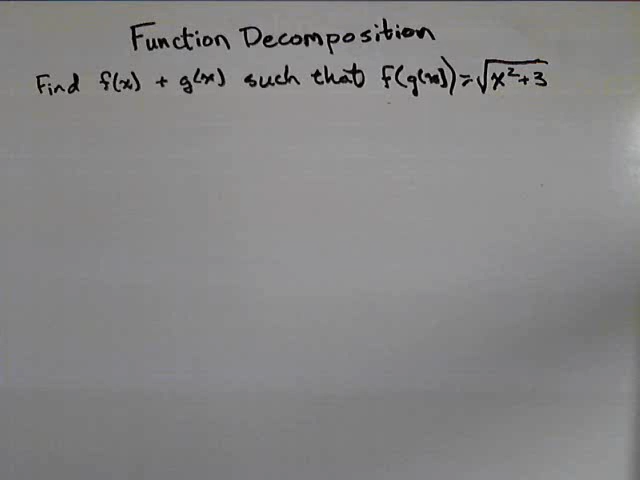 Function Decomposition
Find f(x) + g(x) such that f(g(x)) = √x²+3